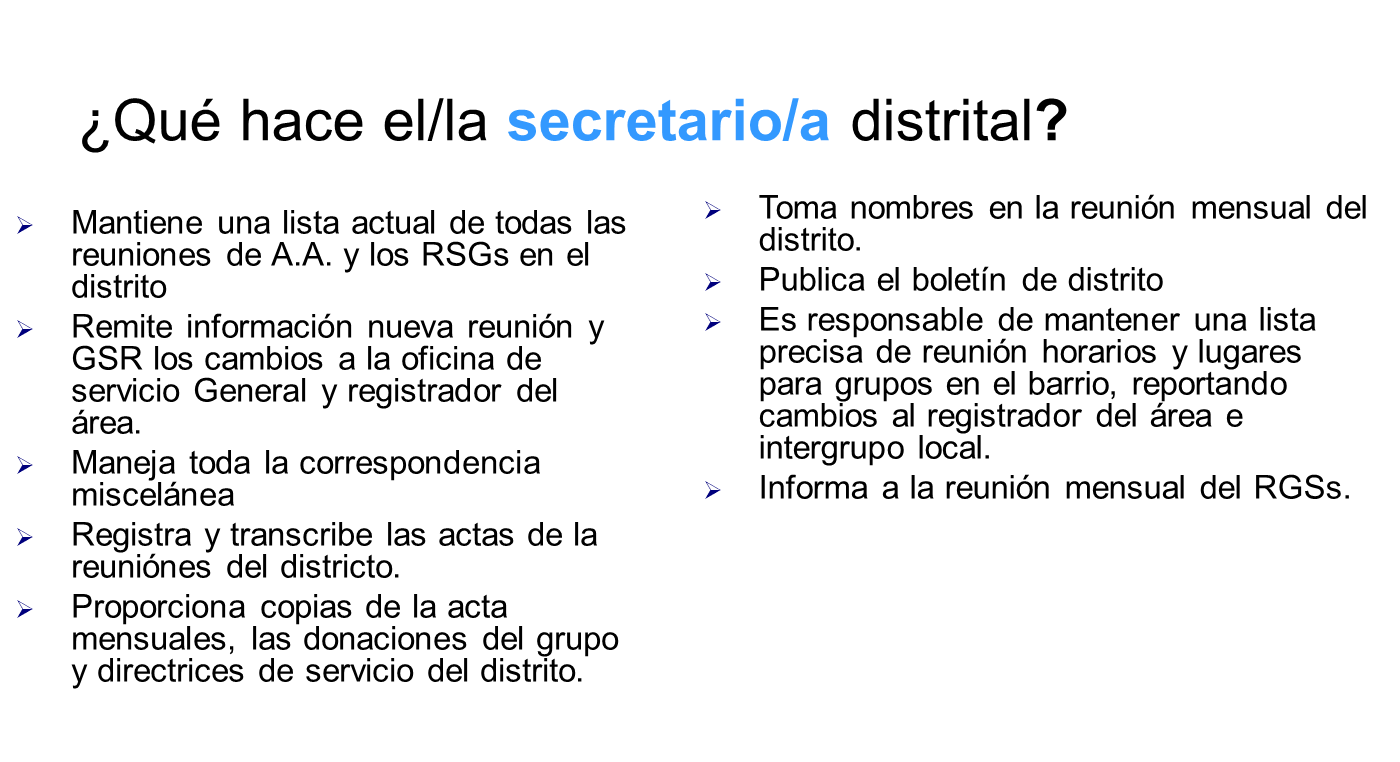 ¿Qué hace el/la secretario/a distrital?
Mantiene una lista actual de todas las
reuniones de A.A. y los RSGs en el
distrito
Remite información nueva reunión y
GSR los cambios a la oficina de
servicio General y registrador del
área.
Maneja toda la correspondencia
miscelánea
Registra y transcribe las actas de la
reuniónes del districto.
Proporciona copias de la acta
mensuales, las donaciones del grupo
y directrices de servicio del distrito.
Toma nombres en la reunión mensual del
distrito.
Publica el boletín de distrito
Es responsable de mantener una lista
precisa de reunión horarios y lugares
para grupos en el barrio, reportando
cambios al registrador del área e
intergrupo local.
Informa a la reunión mensual del RGSs.